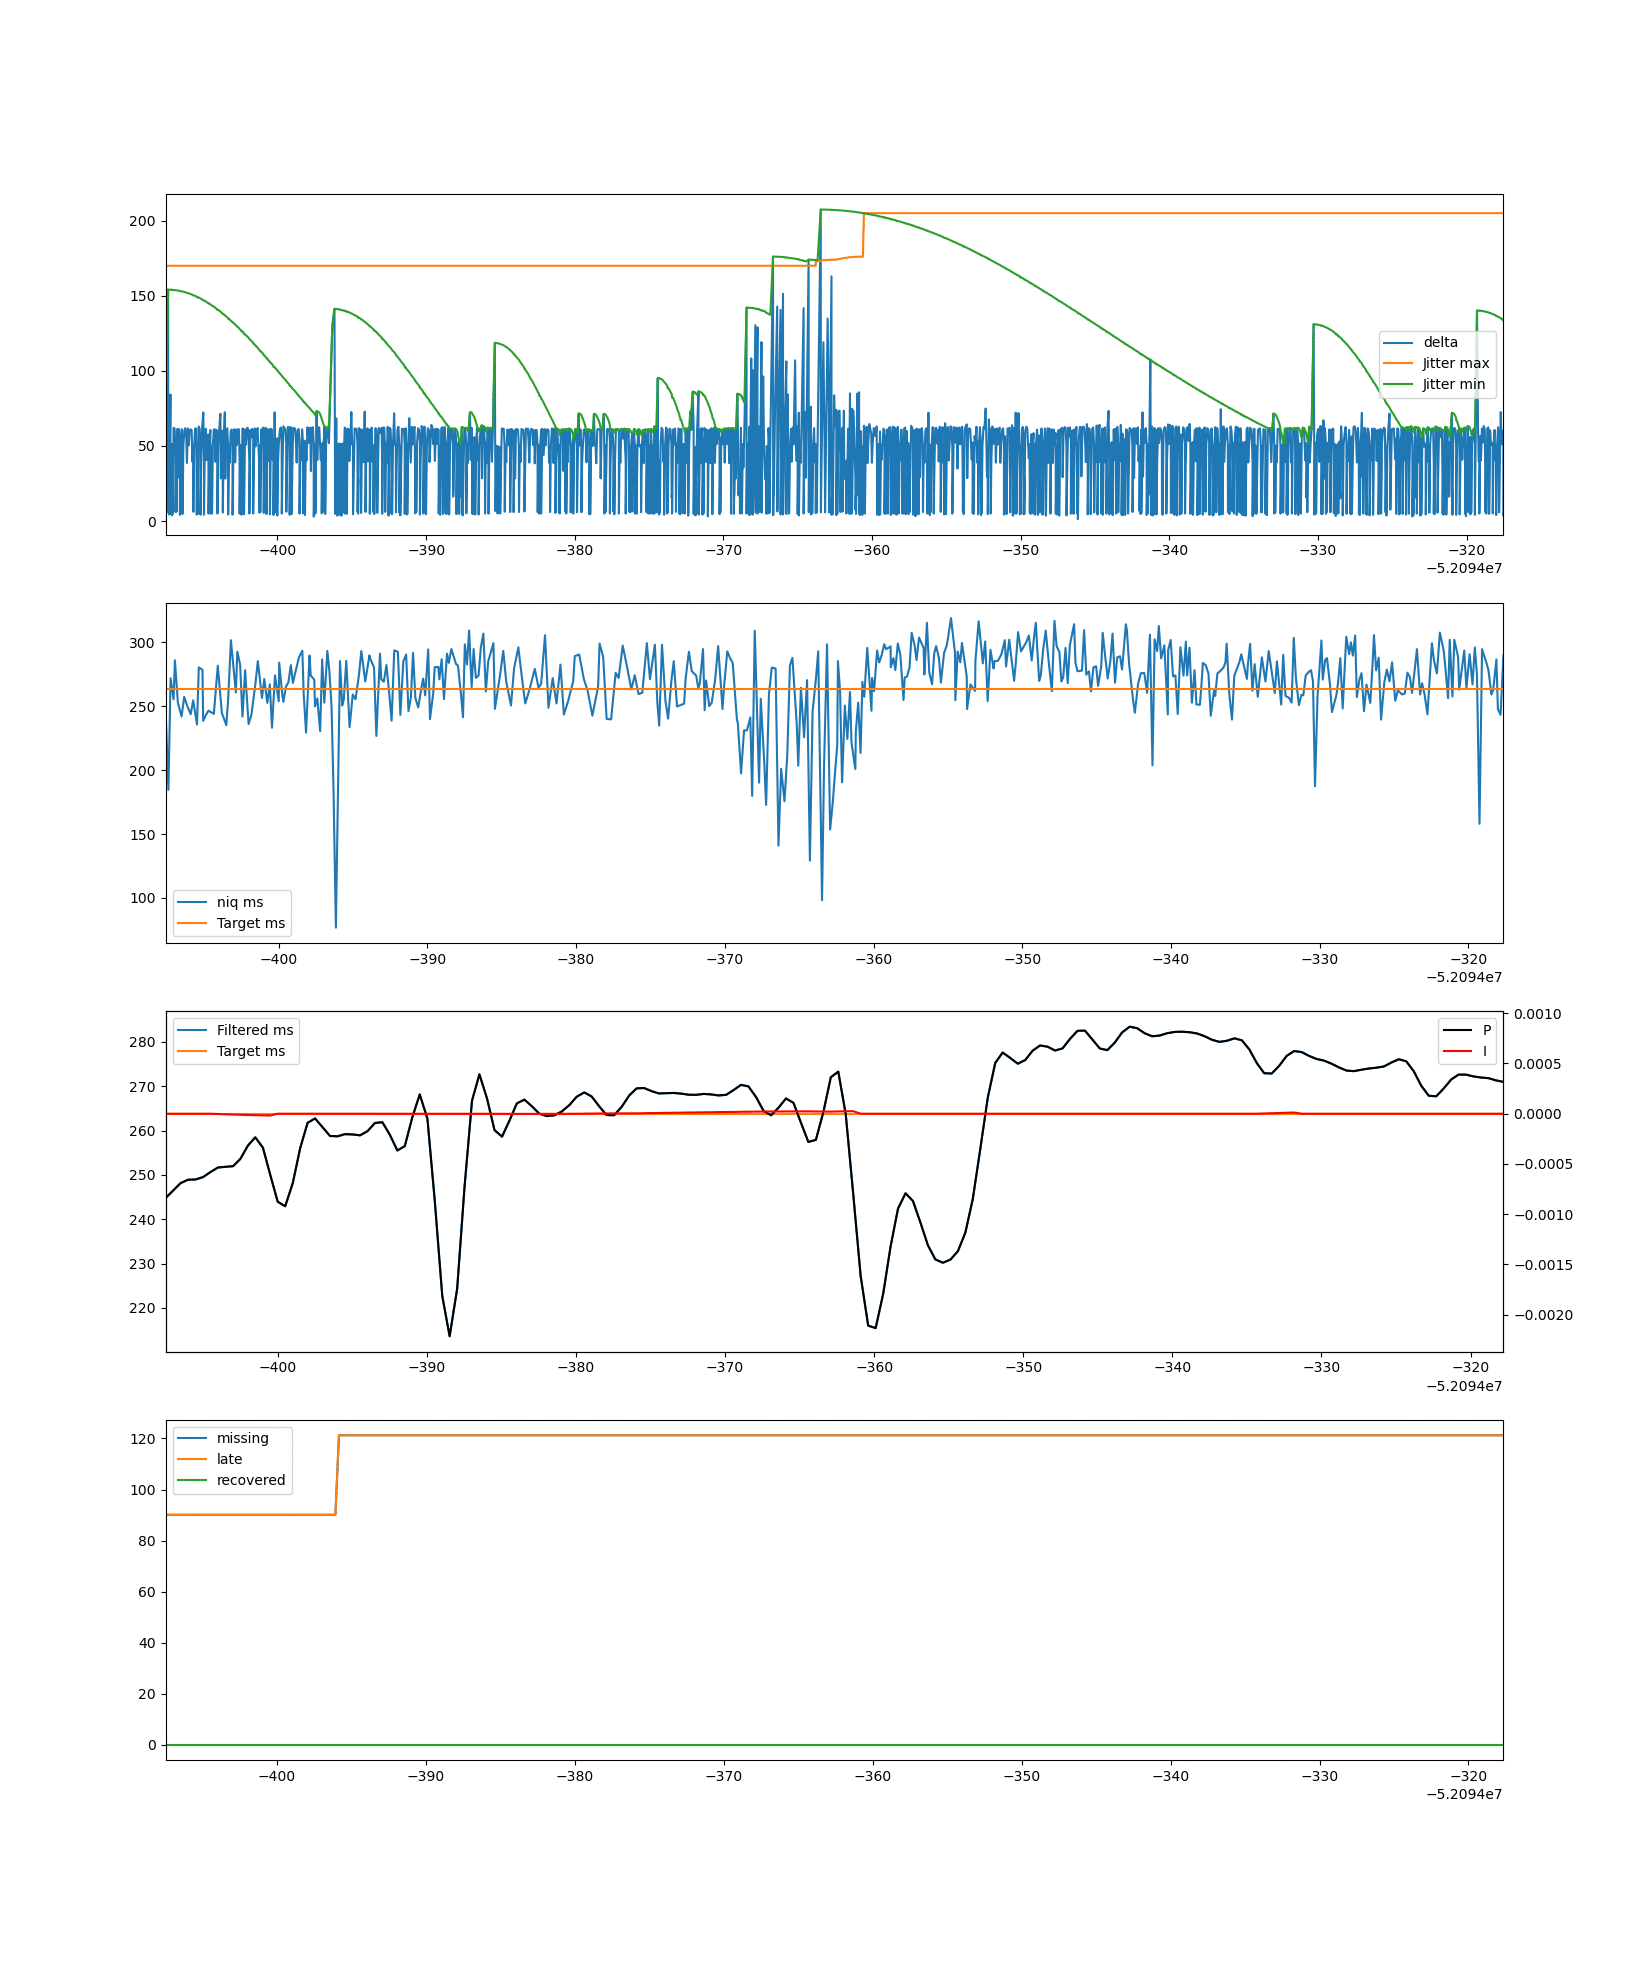 200
150
100
50
0
delta
Jitter max
Jitter min
−400 −390 −380 −370 −360 −350 −340 −330 −320
−5.2094e7
300
250
200
150
100
niq ms
Target ms
−400 −390 −380 −370 −360 −350 −340 −330 −320
−5.2094e7
280
270
260
250
240
230
220
Filtered ms
Target ms
P
I
0.0010
0.0005
0.0000
−0.0005
−0.0010
−0.0015
−0.0020
−400 −390 −380 −370 −360 −350 −340 −330 −320
−5.2094e7
120
100
80
60
40
20
0
missing
late
recovered
−400 −390 −380 −370 −360 −350 −340 −330 −320
−5.2094e7